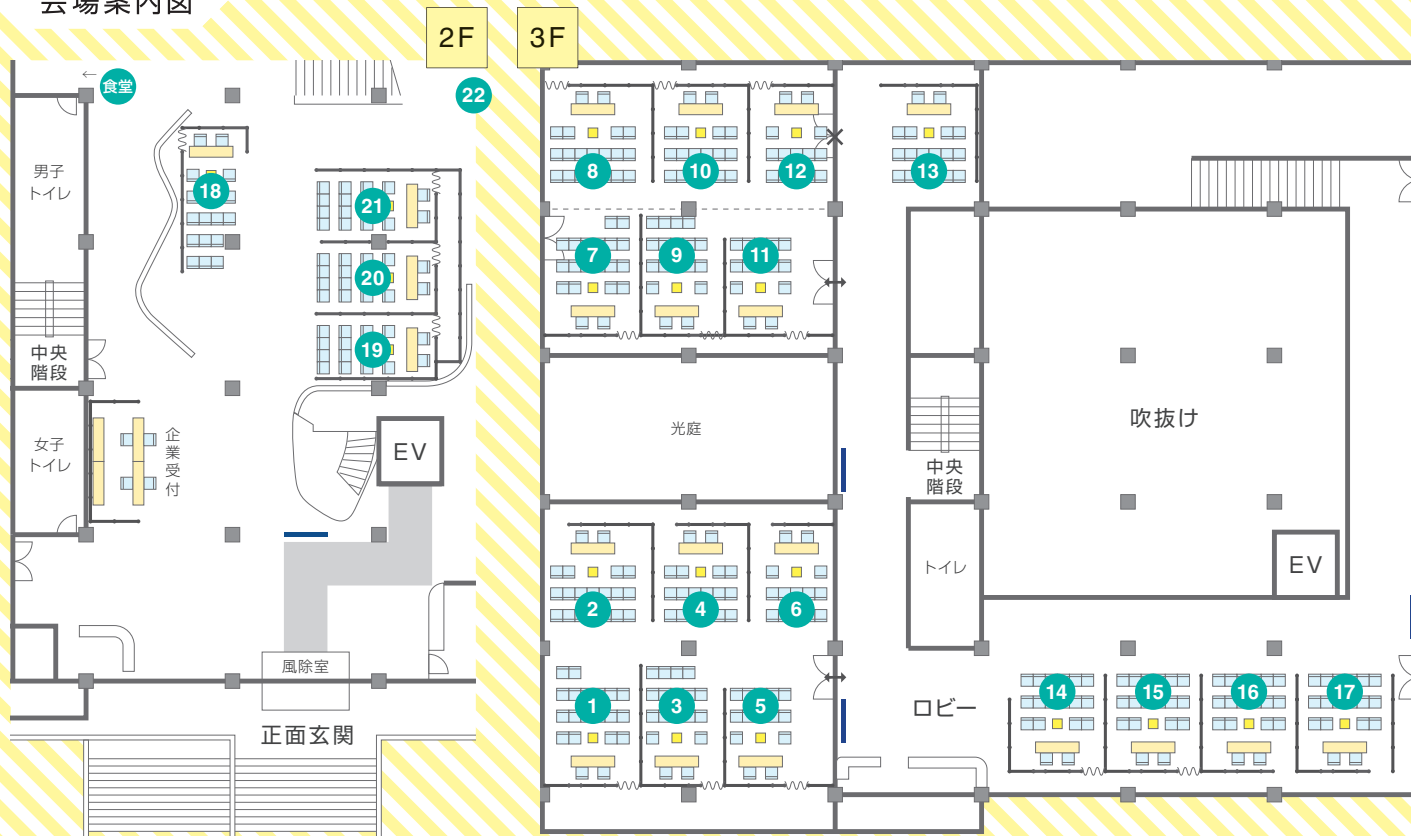 会場案内図
2F
3F
←
食堂
22
男子
トイレ
18
21
20
19
中央
階段
女子
トイレ
企業受付
EV
風除室
正面玄関
8
10
12
13
7
9
11
光庭
中央
階段
吹抜け
EV
トイレ
2
4
6
1
3
5
ロビー
14
15
16
17